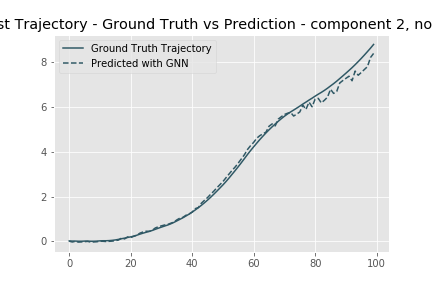 st Trajectory - Ground Truth vs Prediction - component 2, no
Ground Truth Trajectory
Predicted with GNN
8
6
4
2
0
0 20 40 60 80 100